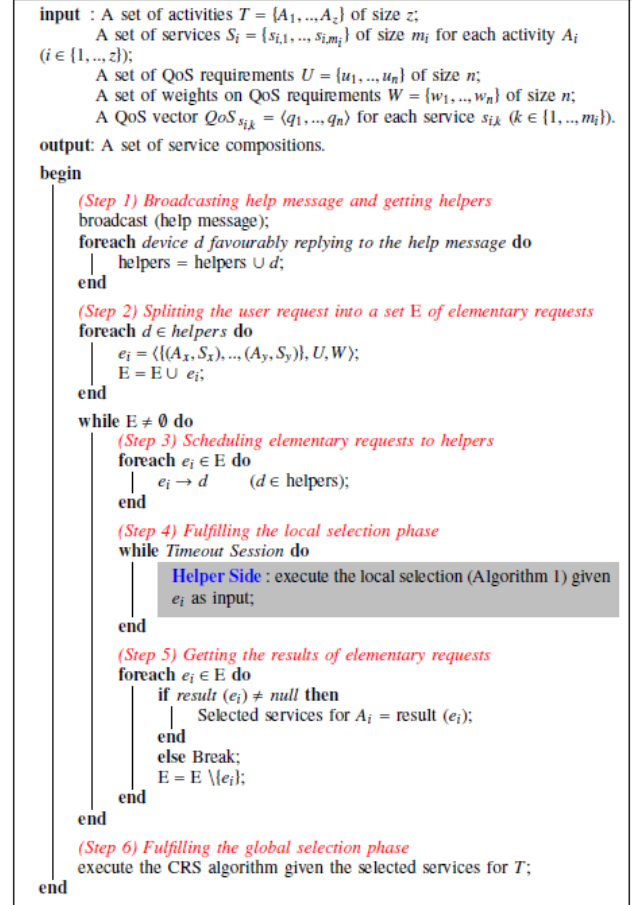 input : A set of activities T = {A₁, .., A_z} of size z;
A set of services Sᵢ = {sᵢ,₁, .., sᵢ,ₘᵢ} of size mᵢ for each activity Aᵢ
(i ∈ {1, .., z});
A set of QoS requirements U = {u₁, .., uₙ} of size n;
A set of weights on QoS requirements W = {w₁, .., wₙ} of size n;
A QoS vector QoS_{s_{i,k}} = ⟨q₁, .., qₙ⟩ for each service s_{i,k} (k ∈ {1, .., mᵢ}).
output: A set of service compositions.
begin
(Step 1) Broadcasting help message and getting helpers
broadcast (help message);
foreach device d favourably replying to the help message do
helpers = helpers ∪ d;
end
(Step 2) Splitting the user request into a set E of elementary requests
foreach d ∈ helpers do
eᵢ = ⟨{(Aₓ, Sₓ), .., (A_y, S_y)}, U, W⟩;
E = E ∪ eᵢ;
end
while E ≠ ∅ do
(Step 3) Scheduling elementary requests to helpers
foreach eᵢ ∈ E do
eᵢ → d (d ∈ helpers);
end
(Step 4) Fulfilling the local selection phase
while Timeout Session do
Helper Side : execute the local selection (Algorithm 1) given
eᵢ as input;
end
(Step 5) Getting the results of elementary requests
foreach eᵢ ∈ E do
if result (eᵢ) ≠ null then
Selected services for Aᵢ = result (eᵢ);
end
else Break;
E = E \{eᵢ};
end
end
(Step 6) Fulfilling the global selection phase
execute the CRS algorithm given the selected services for T;
end